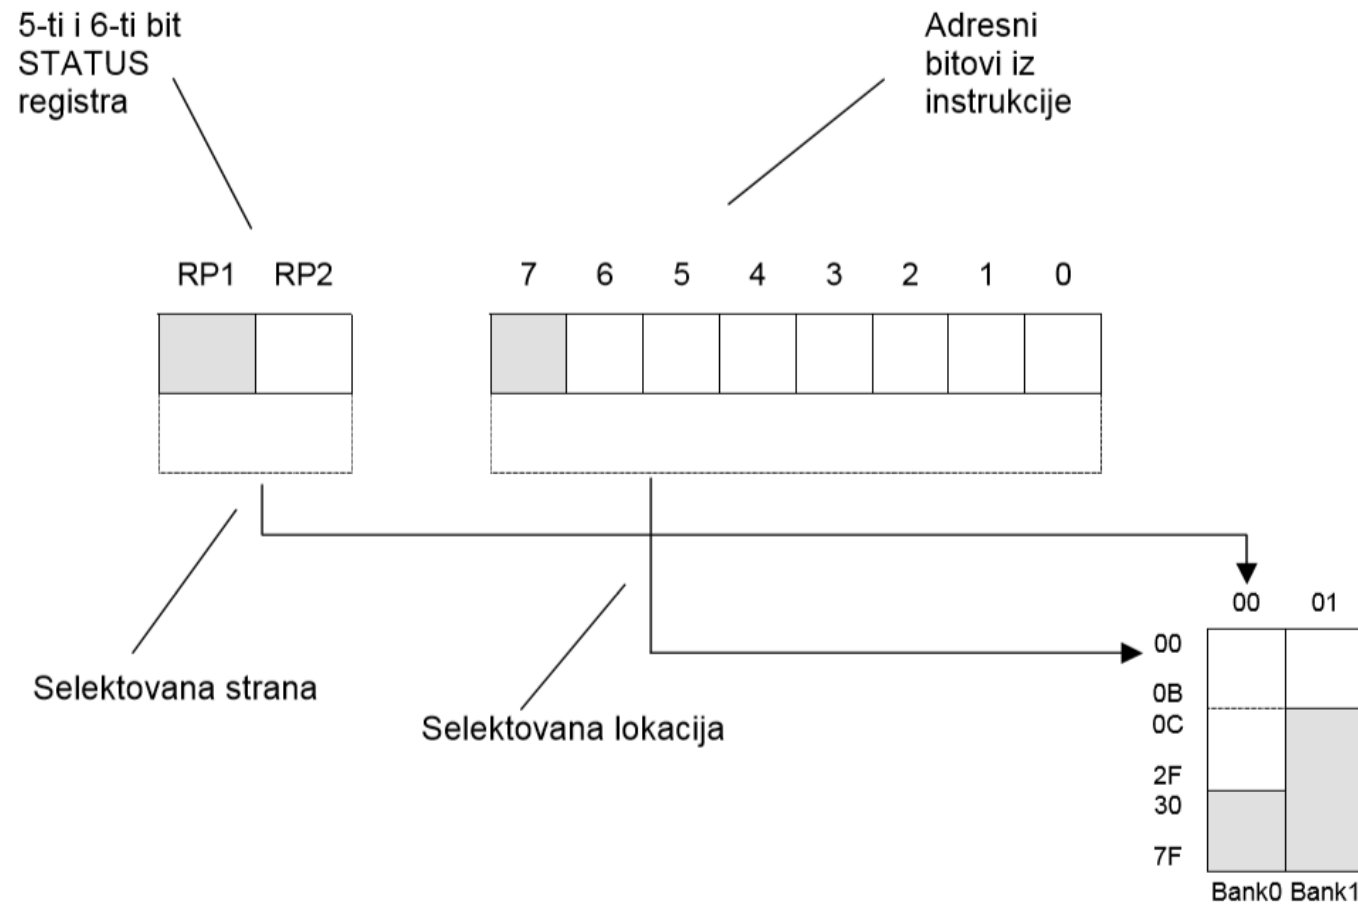 5-ti i 6-ti bit
STATUS
registra
Adresni
bitovi iz
instrukcije
RP1 RP2
7 6 5 4 3 2 1 0
Selektovana strana
Selektovana lokacija
00 01
00
0B
0C
2F
30
7F
Bank0 Bank1